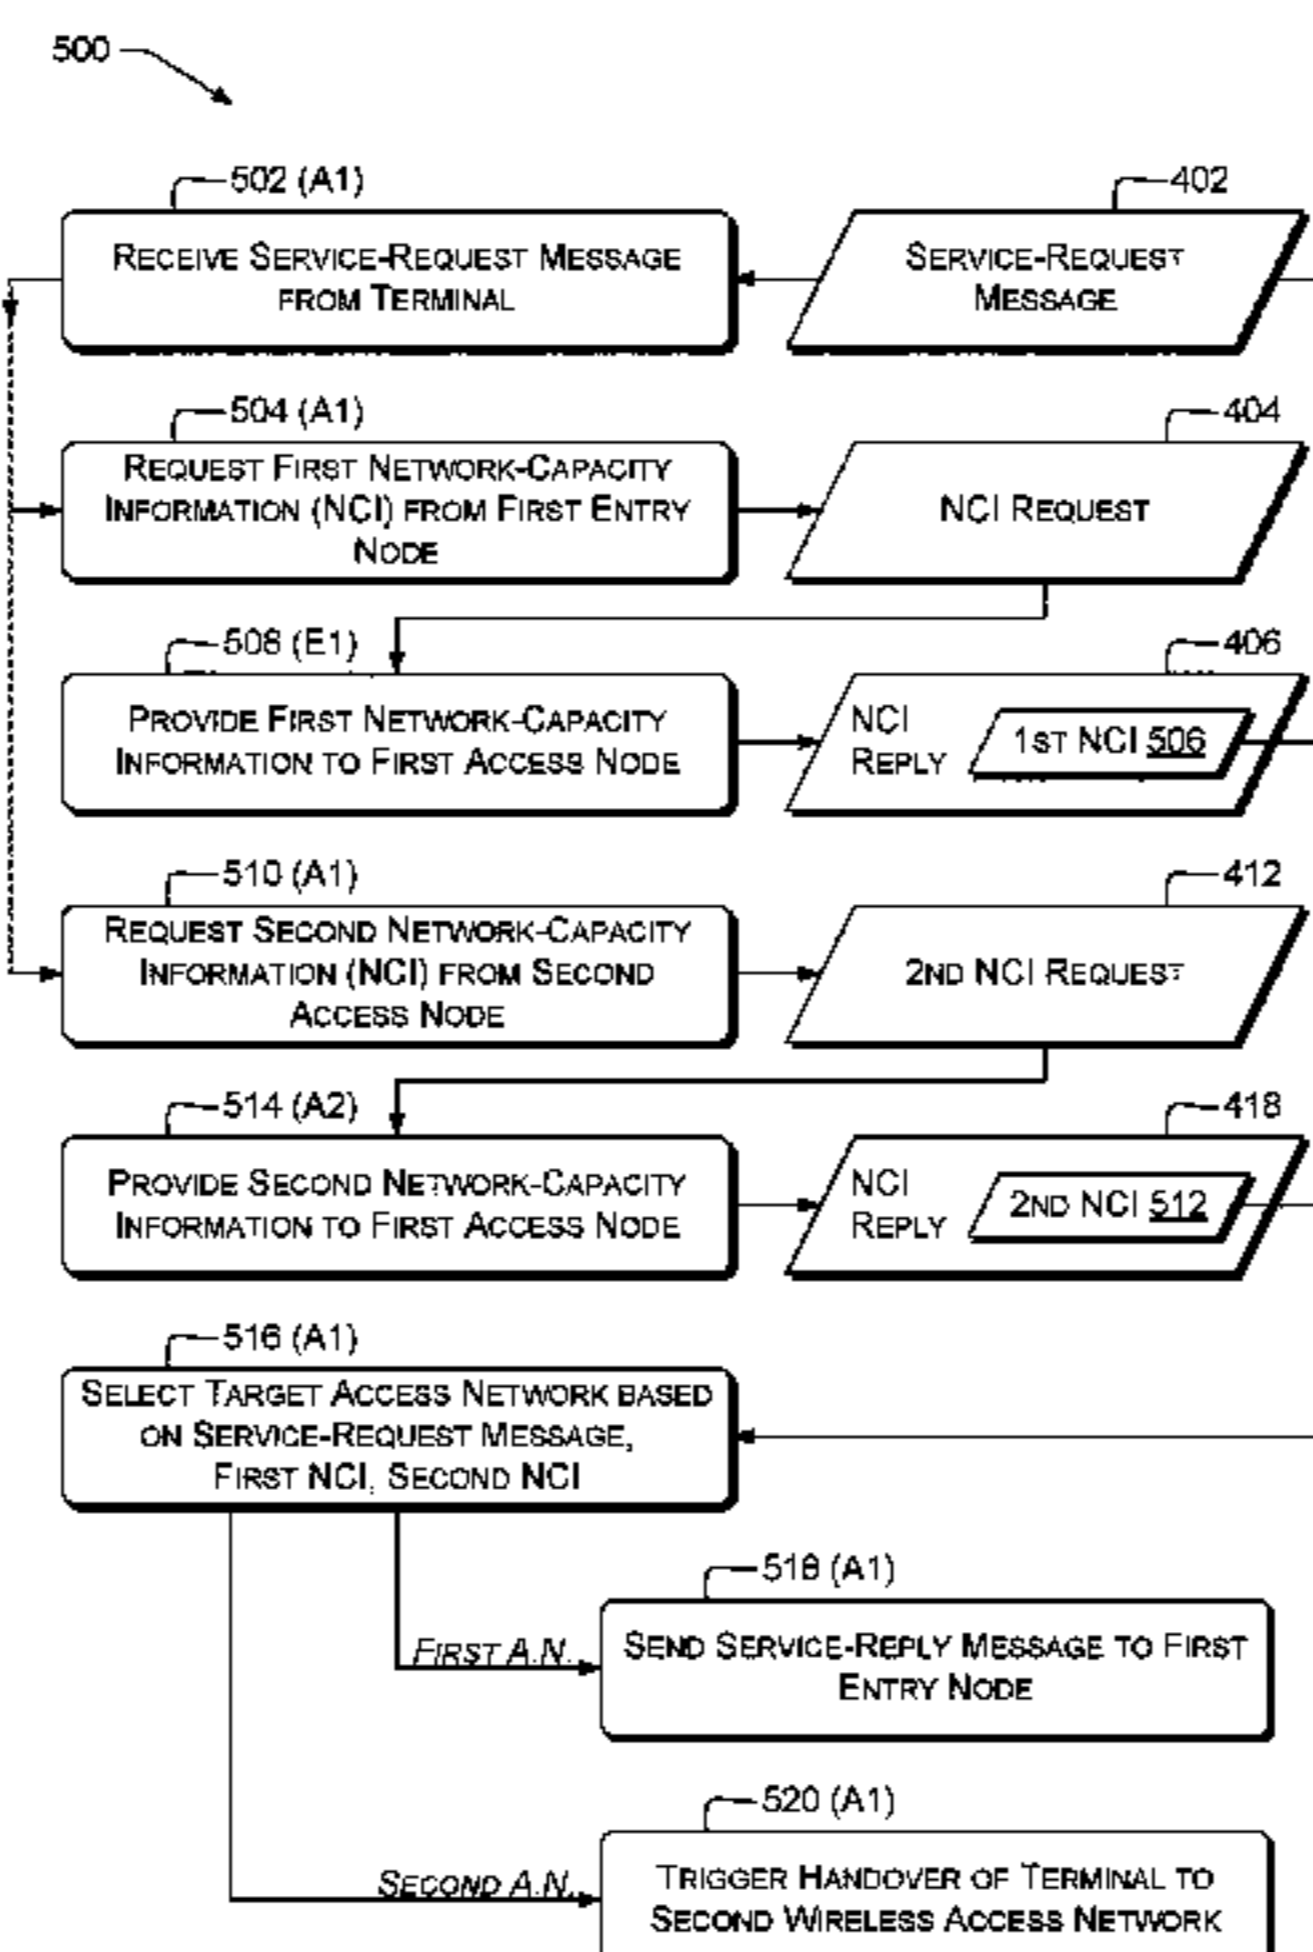 500
502 (A1)
402
RECEIVE SERVICE-REQUEST MESSAGE
FROM TERMINAL
SERVICE-REQUEST
MESSAGE
504 (A1)
404
REQUEST FIRST NETWORK-CAPACITY
INFORMATION (NCI) FROM FIRST ENTRY
NODE
NCI REQUEST
508 (E1)
406
PROVIDE FIRST NETWORK-CAPACITY
INFORMATION TO FIRST ACCESS NODE
NCI
REPLY
1ST NCI 506
510 (A1)
412
REQUEST SECOND NETWORK-CAPACITY
INFORMATION (NCI) FROM SECOND
ACCESS NODE
2ND NCI REQUEST
514 (A2)
418
PROVIDE SECOND NETWORK-CAPACITY
INFORMATION TO FIRST ACCESS NODE
NCI
REPLY
2ND NCI 512
516 (A1)
SELECT TARGET ACCESS NETWORK BASED
ON SERVICE-REQUEST MESSAGE,
FIRST NCI, SECOND NCI
518 (A1)
FIRST A.N.
SEND SERVICE-REPLY MESSAGE TO FIRST
ENTRY NODE
520 (A1)
SECOND A.N.
TRIGGER HANDOVER OF TERMINAL TO
SECOND WIRELESS ACCESS NETWORK